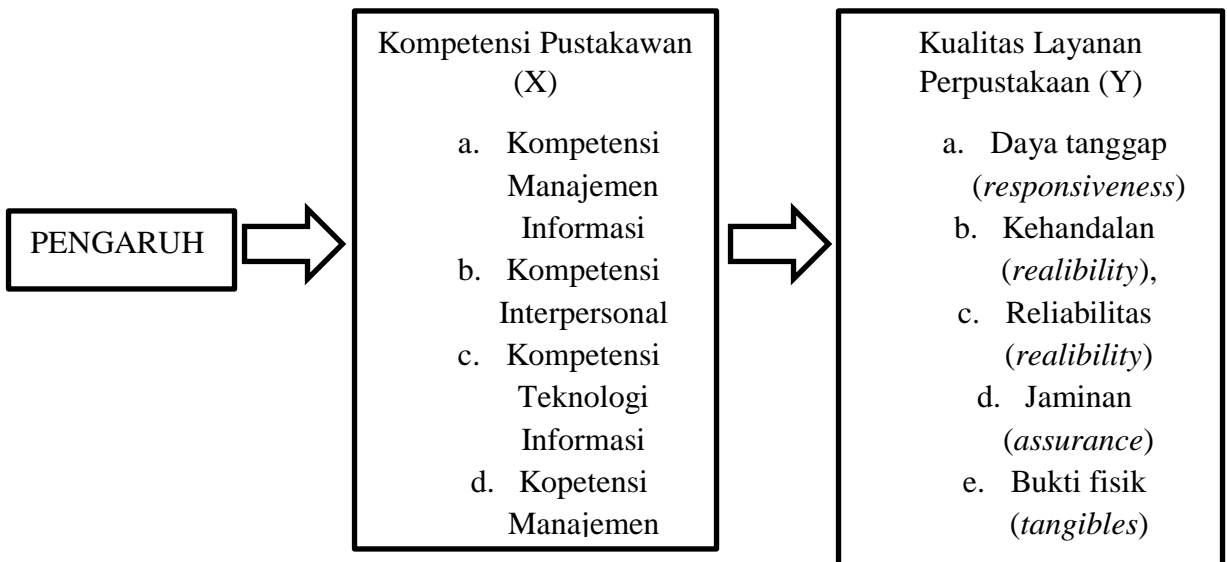 PENGARUH
Kompetensi Pustakawan
(X)
a. Kompetensi
Manajemen
Informasi
b. Kompetensi
Interpersonal
c. Kompetensi
Teknologi
Informasi
d. Kopetensi
Manajemen
Kualitas Layanan
Perpustakaan (Y)
a. Daya tanggap
(responsiveness)
b. Kehandalan
(realibility),
c. Reliabilitas
(realibility)
d. Jaminan
(assurance)
e. Bukti fisik
(tangibles)